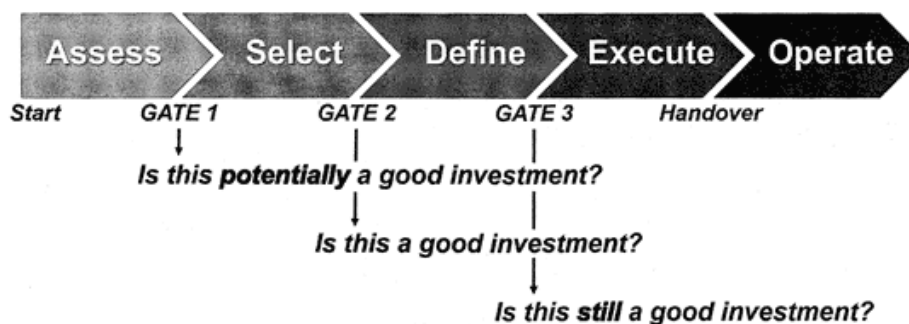 Assess Select Define Execute Operate
Start GATE 1 GATE 2 GATE 3 Handover
Is this potentially a good investment?
Is this a good investment?
Is this still a good investment?